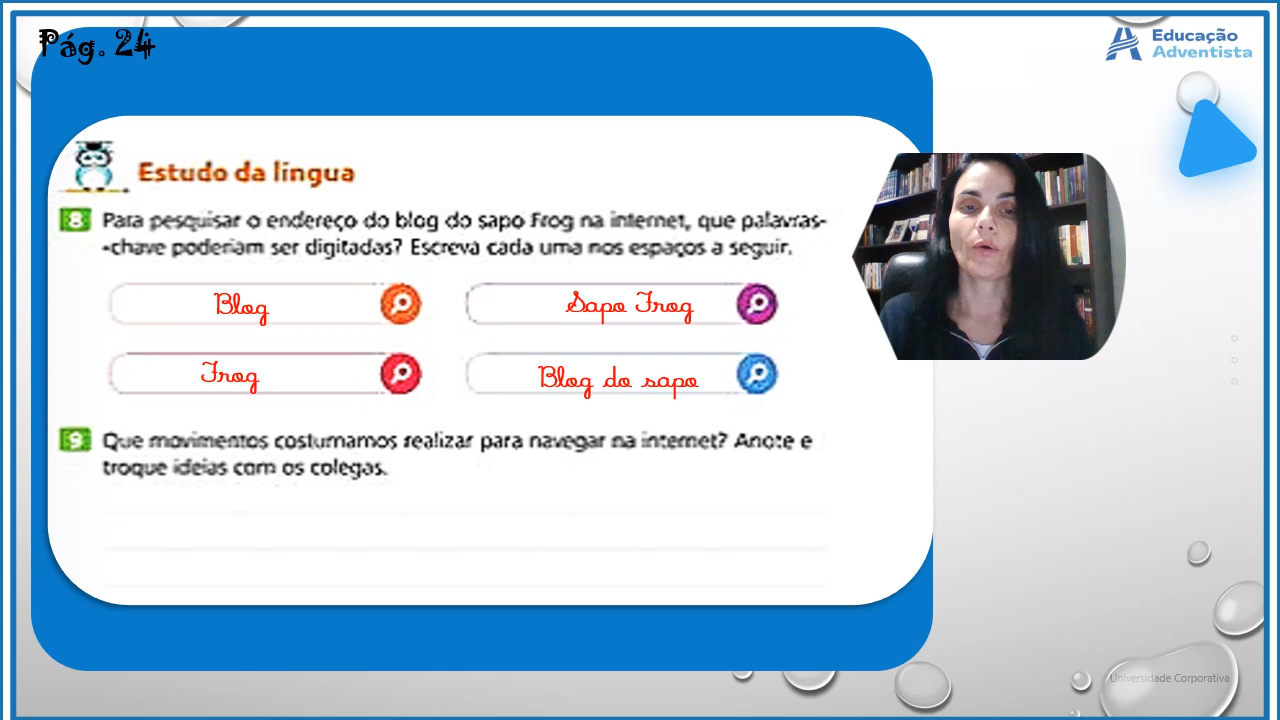 Pág. 24
Educação
Adventista
Estudo da língua
8 Para pesquisar o endereço do blog do sapo Frog na internet, que palavras-
-chave poderiam ser digitadas? Escreva cada uma nos espaços a seguir.
Blog
Sapo Frog
Frog
Blog do sapo
9 Que movimentos costumamos realizar para navegar na internet? Anote e
troque ideias com os colegas.
Universidade Corporativa